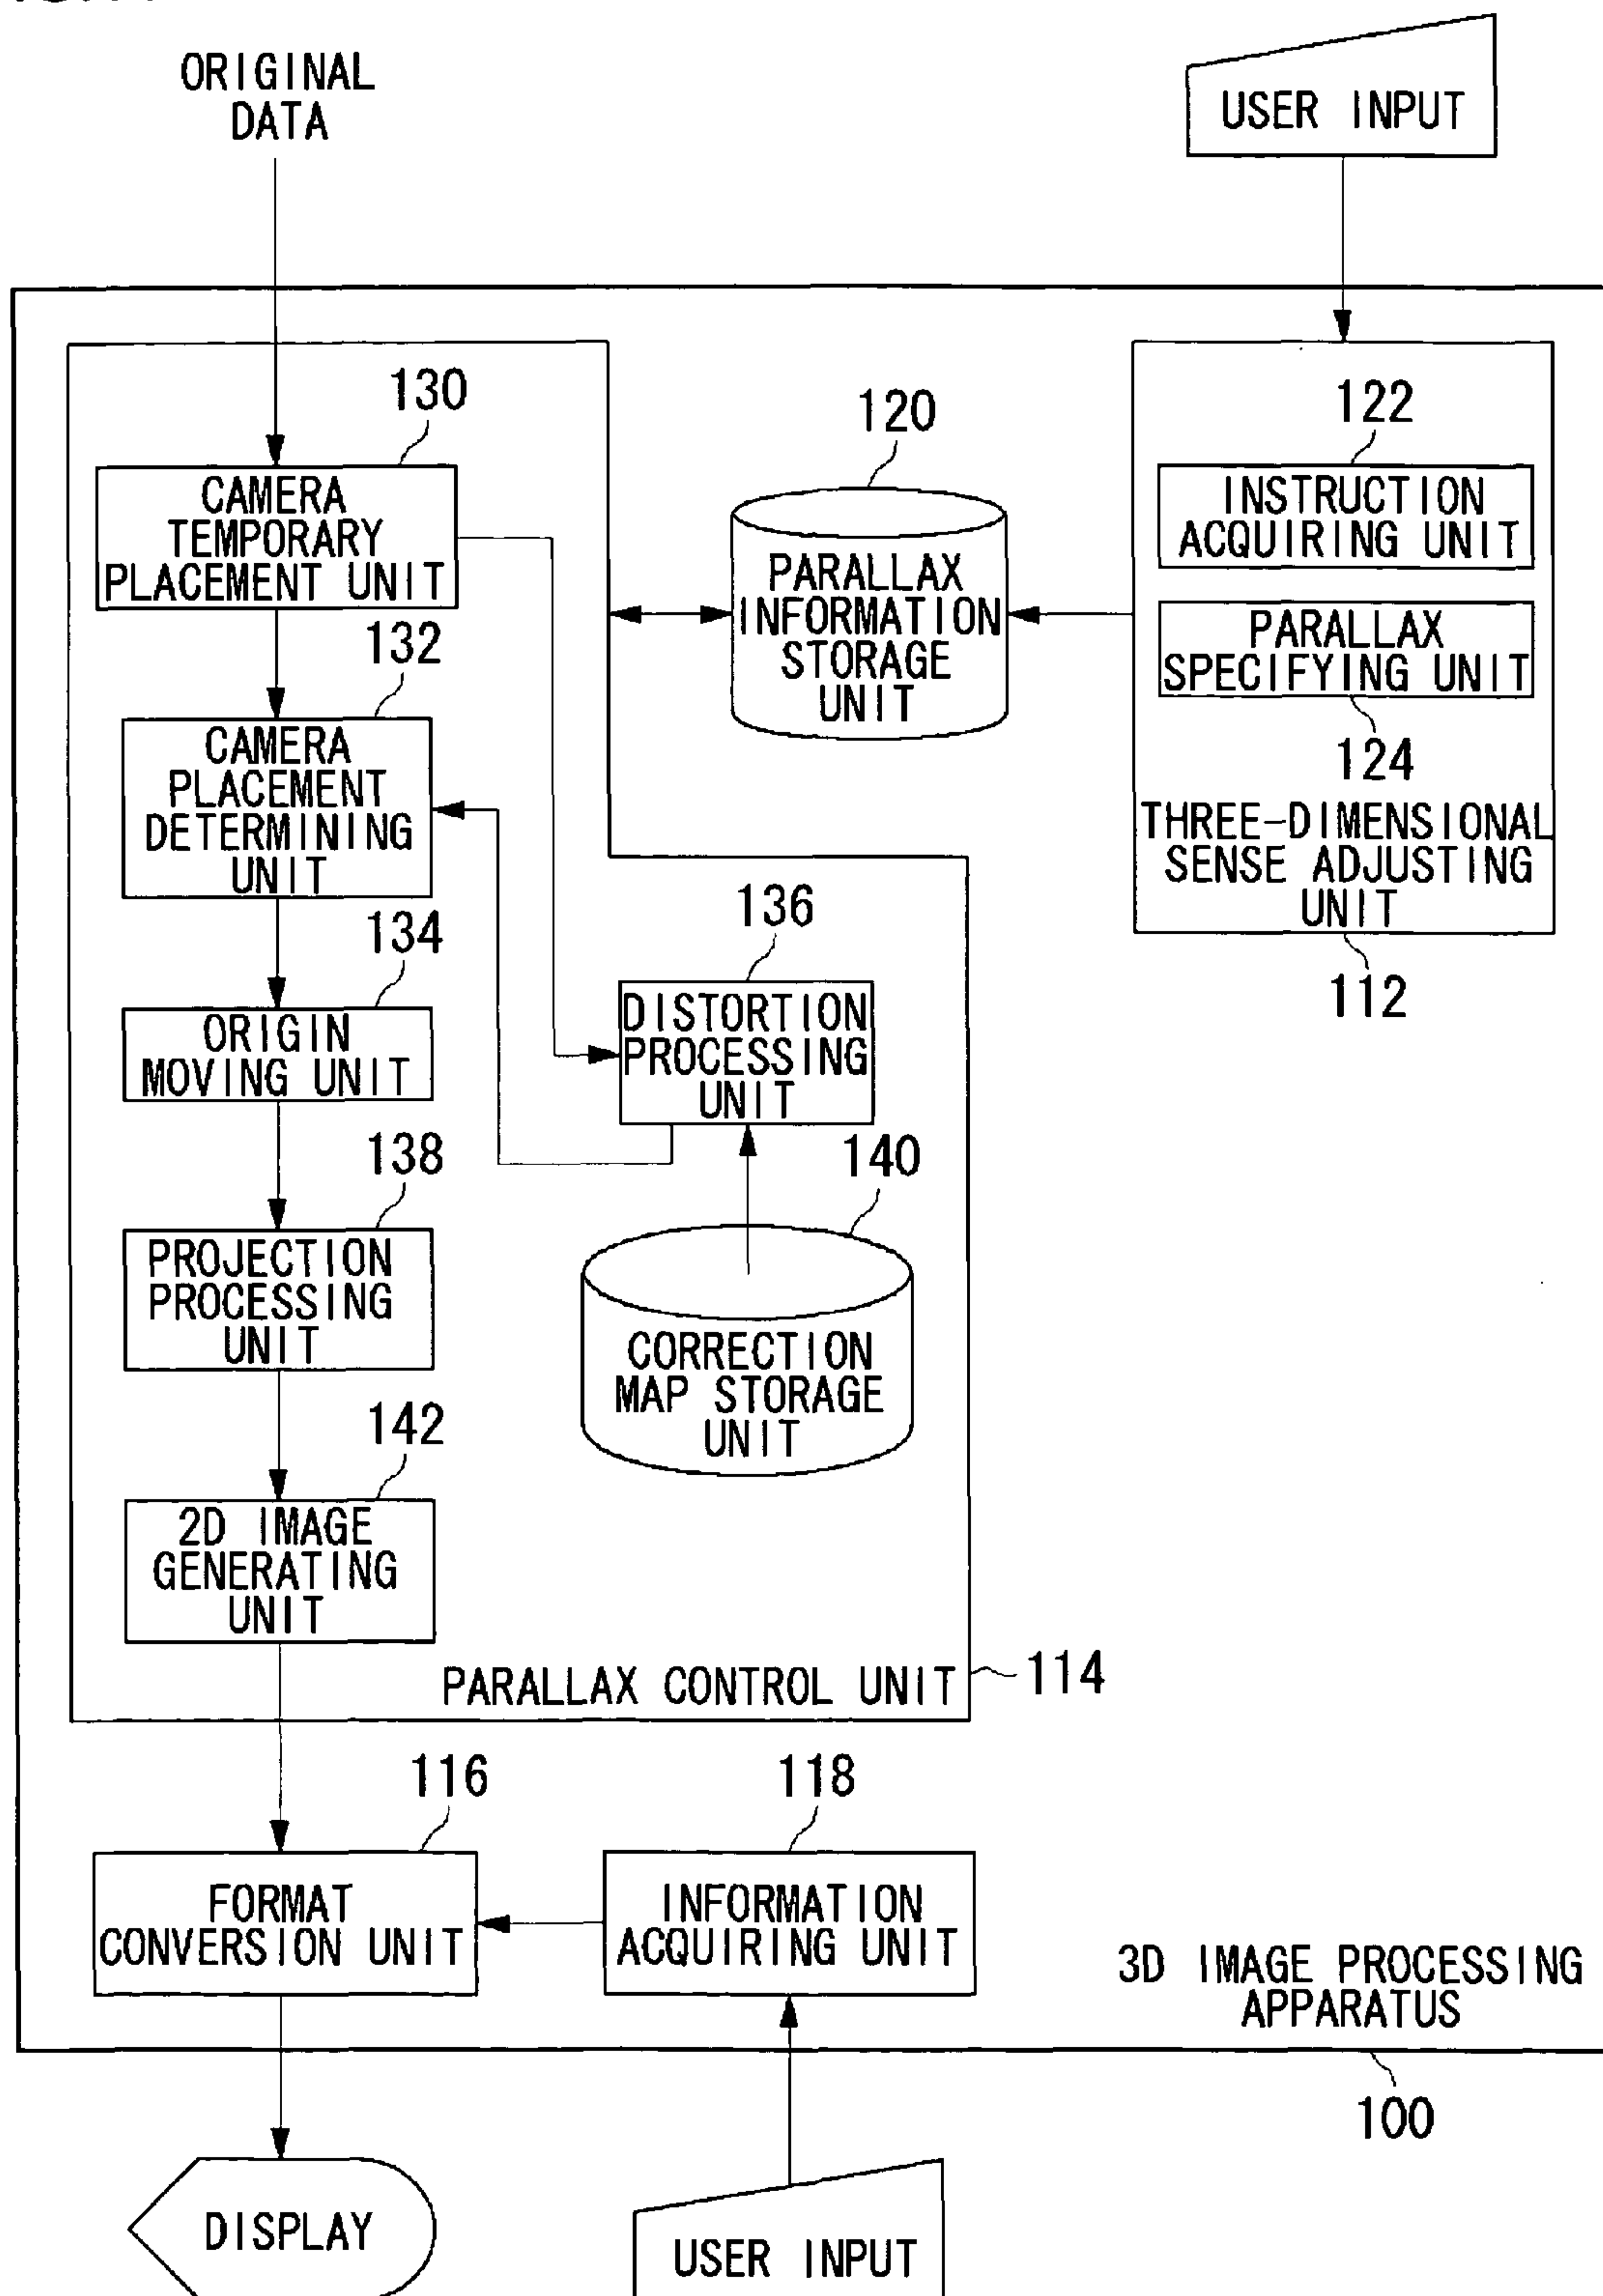 ORIGINAL
DATA
USER INPUT
130
CAMERA
TEMPORARY
PLACEMENT UNIT
120
PARALLAX
INFORMATION
STORAGE
UNIT
122
INSTRUCTION
ACQUIRING UNIT
PARALLAX
SPECIFYING UNIT
124
THREE-DIMENSIONAL
SENSE ADJUSTING
UNIT
112
132
CAMERA
PLACEMENT
DETERMINING
UNIT
134
ORIGIN
MOVING UNIT
136
DISTORTION
PROCESSING
UNIT
138
PROJECTION
PROCESSING
UNIT
140
CORRECTION
MAP STORAGE
UNIT
142
2D IMAGE
GENERATING
UNIT
PARALLAX CONTROL UNIT
114
116
FORMAT
CONVERSION UNIT
118
INFORMATION
ACQUIRING UNIT
3D IMAGE PROCESSING
APPARATUS
100
DISPLAY
USER INPUT